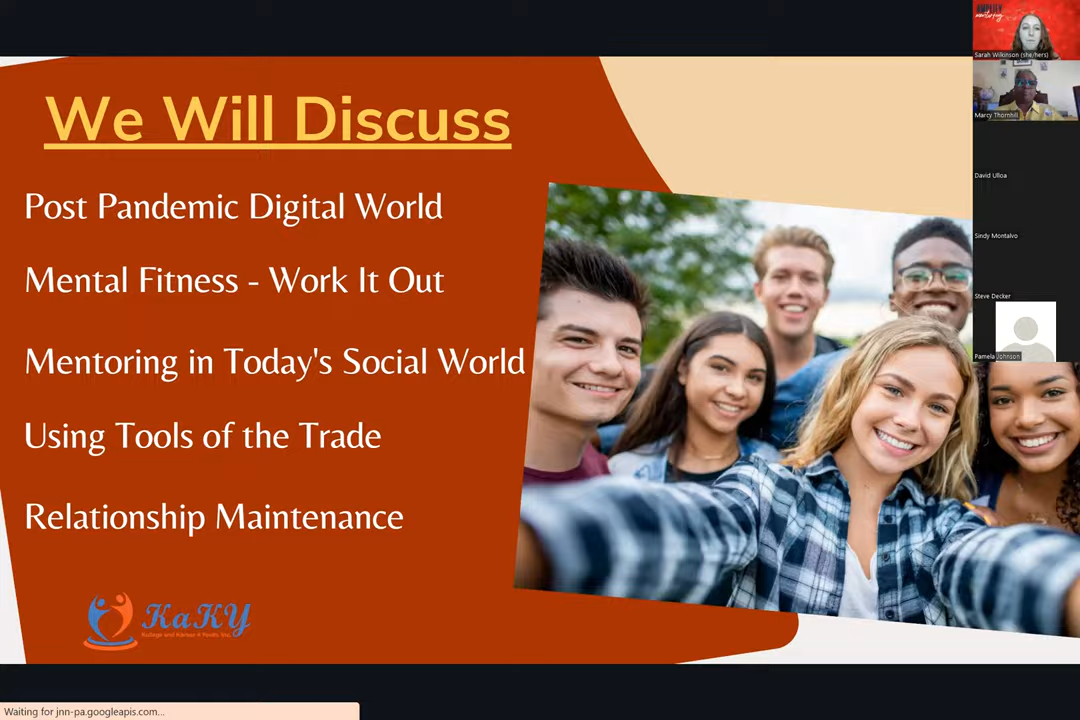 We Will Discuss
Post Pandemic Digital World
Mental Fitness - Work It Out
Mentoring in Today's Social World
Using Tools of the Trade
Relationship Maintenance
KaKY
AMPLIFY
mentoring
Sarah Wilkinson (she/hers)
Marcy Thornhill
David Ulloa
Sindy Montalvo
Steve Decker
Pamela Johnson
Waiting for jnn-pa.googleapis.com...